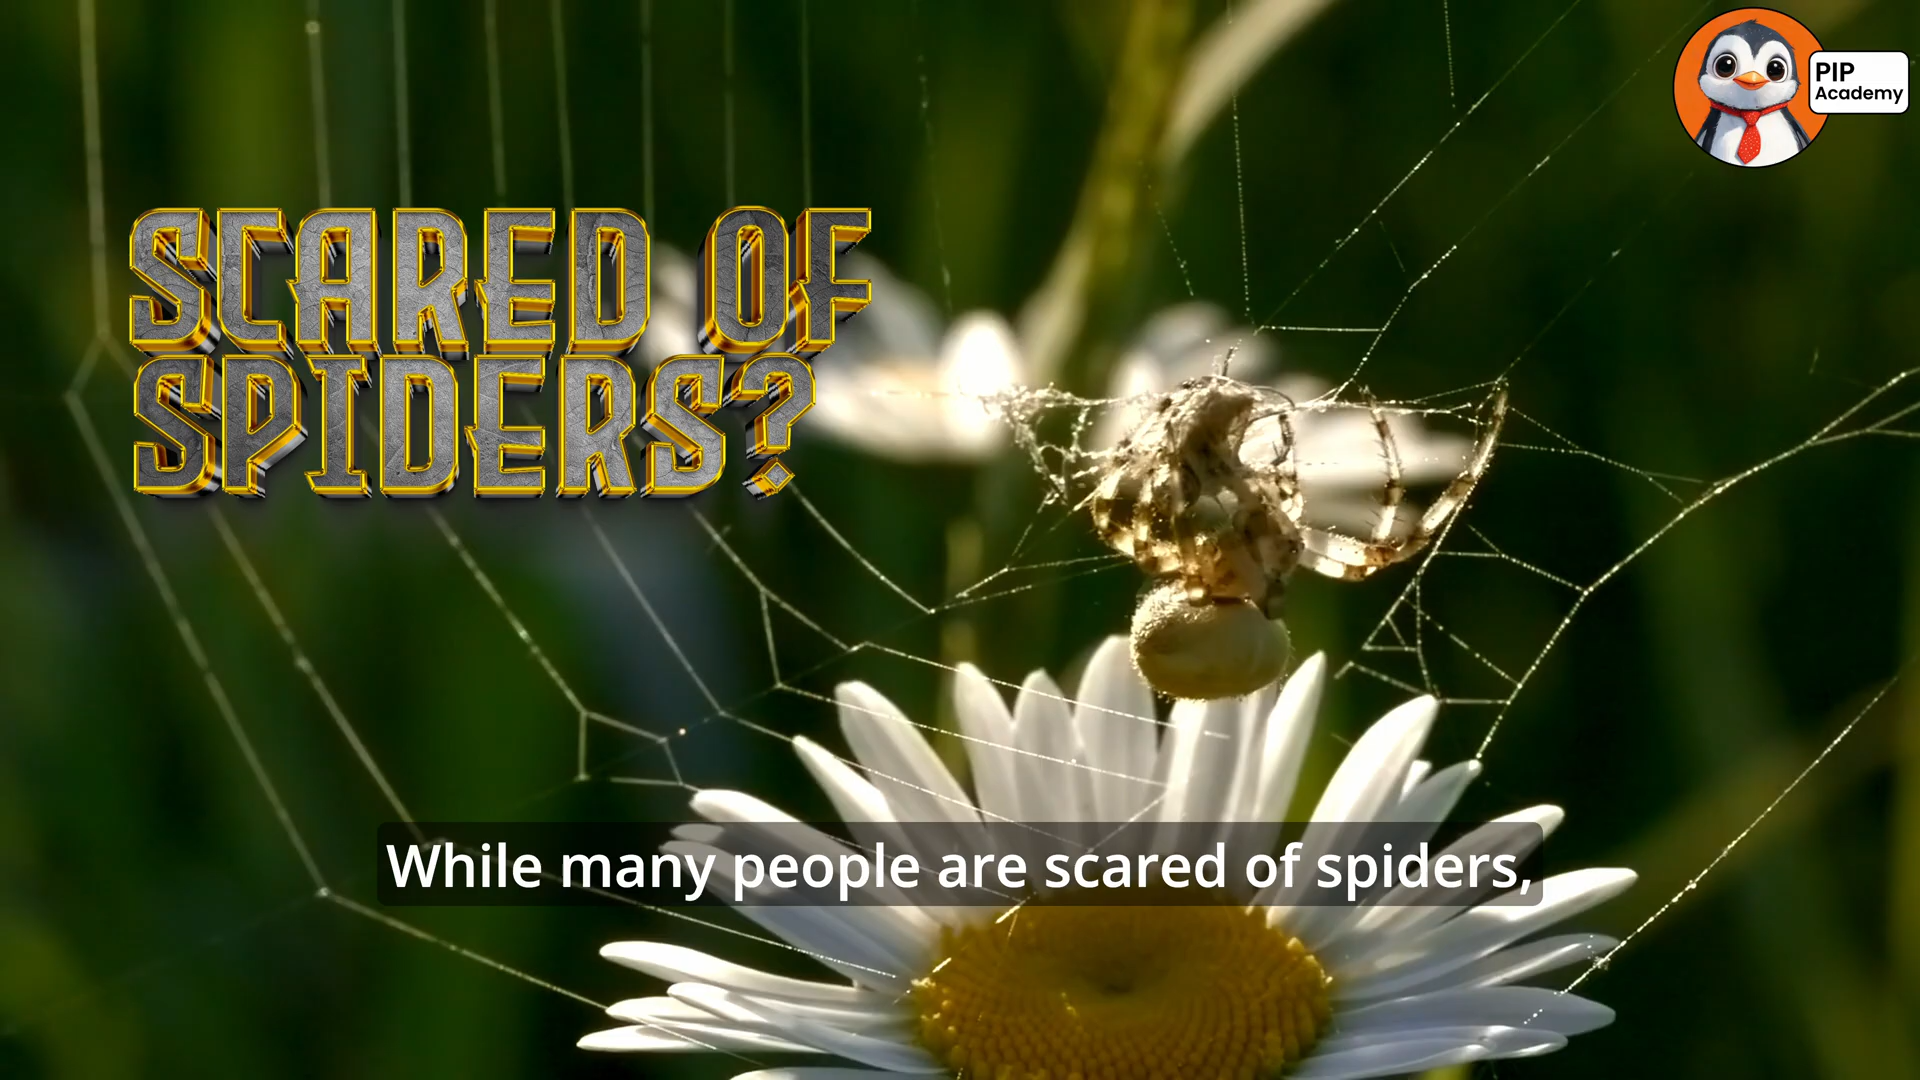 PIP
Academy
SCARED OF
SPIDERS?
While many people are scared of spiders,